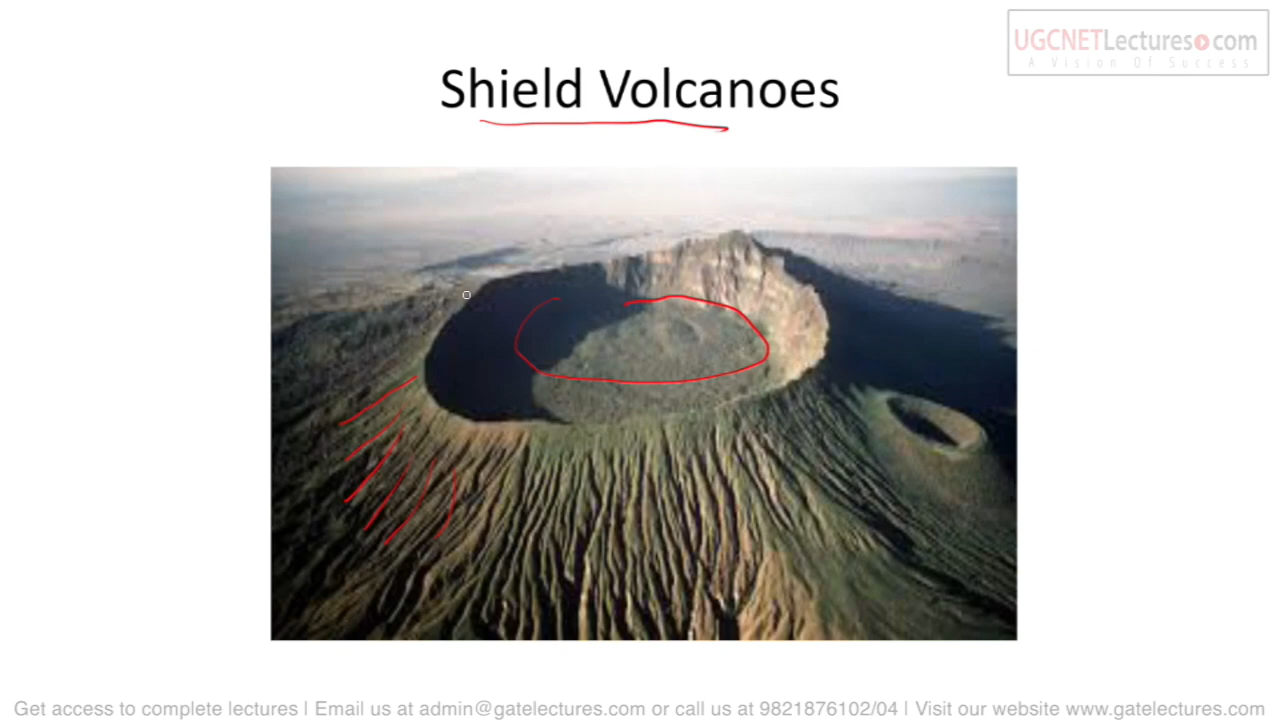 UGCNETLectures.com
A Vision Of Success
Shield Volcanoes
Get access to complete lectures | Email us at admin@gatelectures.com or call us at 9821876102/04 | Visit our website www.gatelectures.com